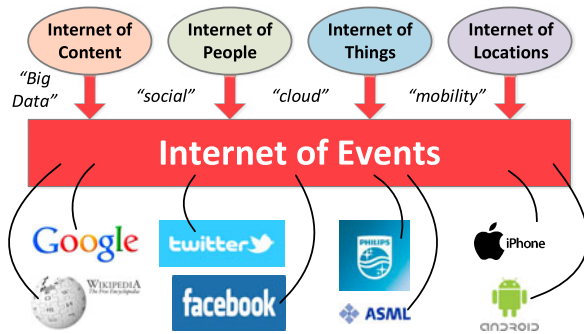 Internet of
Content
Internet of
People
Internet of
Things
Internet of
Locations
“Big
Data”
“social”
“cloud”
“mobility”
Internet of Events
Google
twitter
PHILIPS
iPhone
WIKIPEDIA
The Free Encyclopedia
facebook
ASML
android